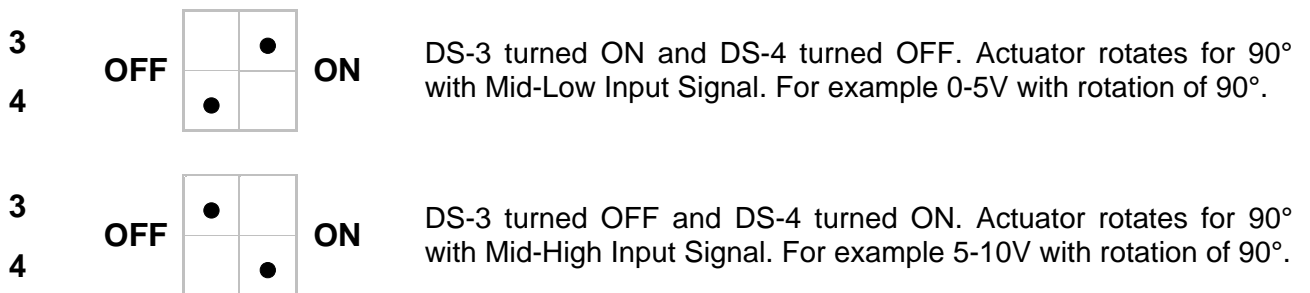 3
OFF ON
4
DS-3 turned ON and DS-4 turned OFF. Actuator rotates for 90°
with Mid-Low Input Signal. For example 0-5V with rotation of 90°.
3
OFF ON
4
DS-3 turned OFF and DS-4 turned ON. Actuator rotates for 90°
with Mid-High Input Signal. For example 5-10V with rotation of 90°.